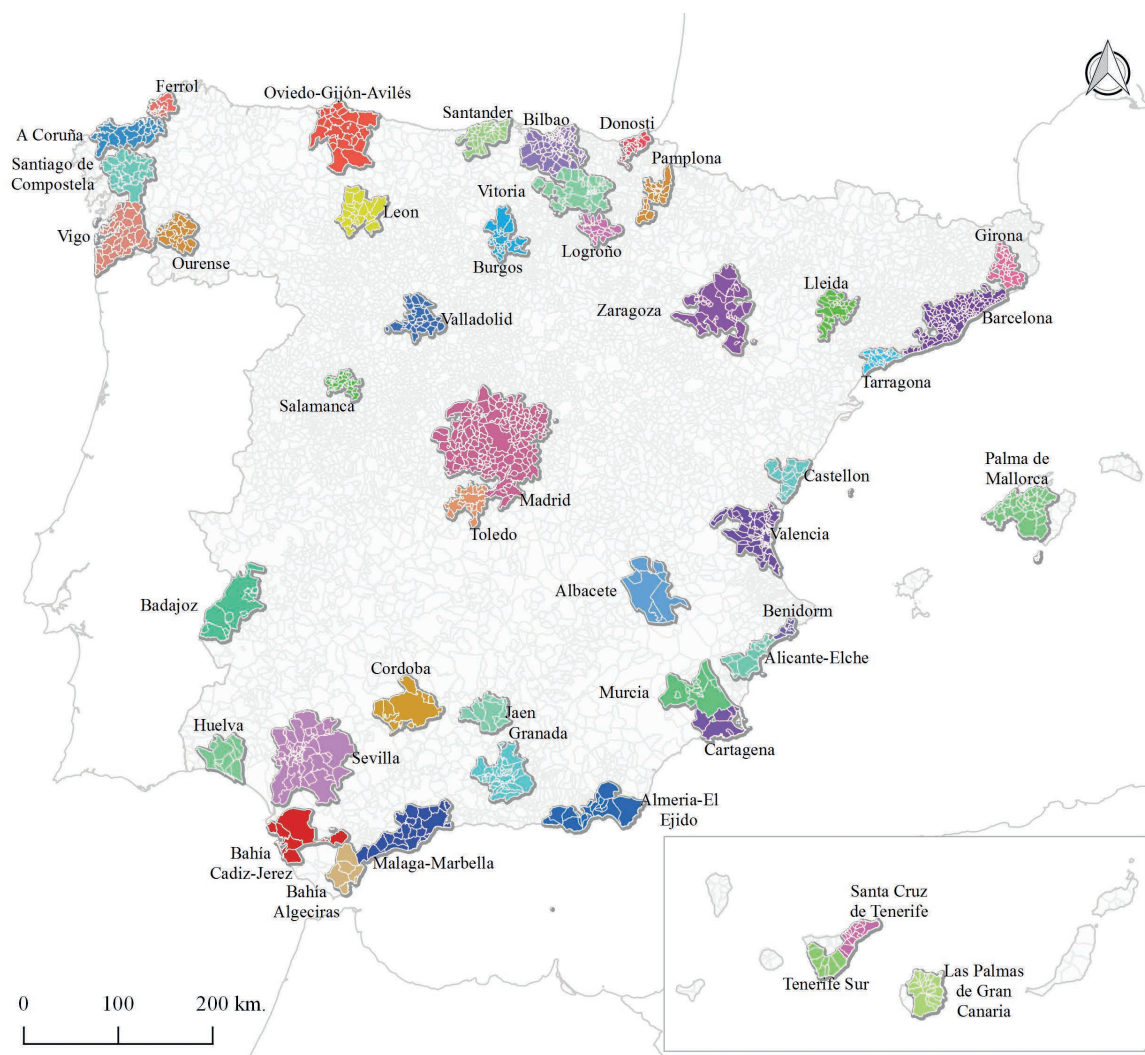 Ferrol
Oviedo-Gijón-Avilés
Santander
Bilbao
Donosti
A Coruña
Pamplona
Santiago de
Compostela
Vitoria
Leon
Vigo
Ourense
Burgos
Logroño
Girona
Lleida
Zaragoza
Valladolid
Barcelona
Tarragona
Salamanca
Castellon
Palma de
Mallorca
Madrid
Toledo
Valencia
Albacete
Badajoz
Benidorm
Alicante-Elche
Cordoba
Murcia
Jaen
Granada
Huelva
Cartagena
Sevilla
Almeria-El
Ejido
Bahía
Cadiz-Jerez
Malaga-Marbella
Bahía
Algeciras
Santa Cruz
de Tenerife
Tenerife Sur
Las Palmas
de Gran
Canaria
0 100 200 km.